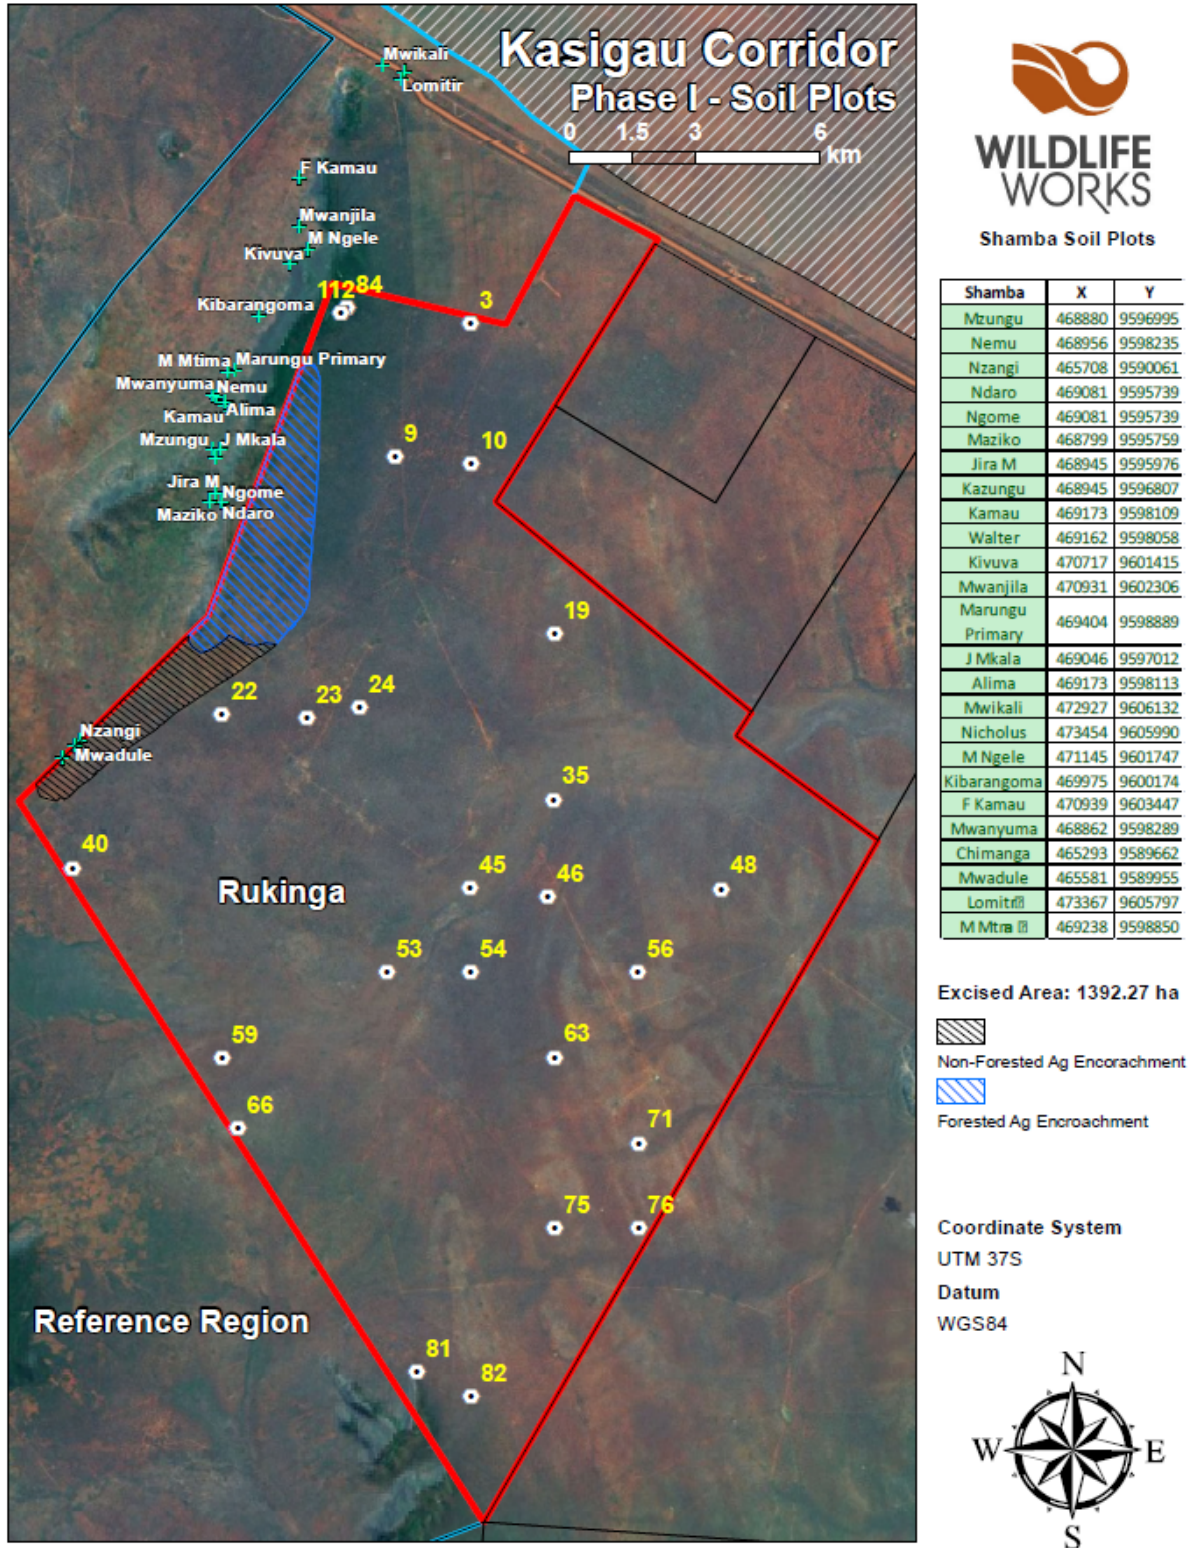 Kasigau Corridor
Phase I - Soil Plots
0 1.5 3 6
km
Mwikali
Lomitir
F Kamau
Mwanjila
M Ngele
Kivuva
Kibarangoma
112 84
3
M Mtima Marungu Primary
Mwanyuma Nemu
Kamau Alima
Mzungu J Mkala
Jira M
Ngome
Maziko Ndaro
9
10
19
22
23
24
Nzangi
Mwadule
35
40
45
46
48
Rukinga
53
54
56
59
63
66
71
75
76
Reference Region
81
82
WILDLIFE
WORKS
Shamba Soil Plots
Shamba X Y
Mzungu 468880 9596995
Nemu 468956 9598235
Nzangi 465708 9590061
Ndaro 469081 9595739
Ngome 469081 9595739
Maziko 468799 9595759
Jira M 468945 9595976
Kazungu 468945 9596807
Kamau 469173 9598109
Walter 469162 9598058
Kivuva 470717 9601415
Mwanjila 470931 9602306
Marungu
Primary 469404 9598889
J Mkala 469046 9597012
Alima 469173 9598113
Mwikali 472927 9606132
Nicholus 473454 9605990
M Ngele 471145 9601747
Kibarangoma 469975 9600174
F Kamau 470939 9603447
Mwanyuma 468862 9598289
Chimanga 465293 9589662
Mwadule 465581 9589955
473367 9605797
469238 9598850
Excised Area: 1392.27 ha
Non-Forested Ag Encorachment
Forested Ag Encroachment
Coordinate System
UTM 37S
Datum
WGS84
N
W E
S